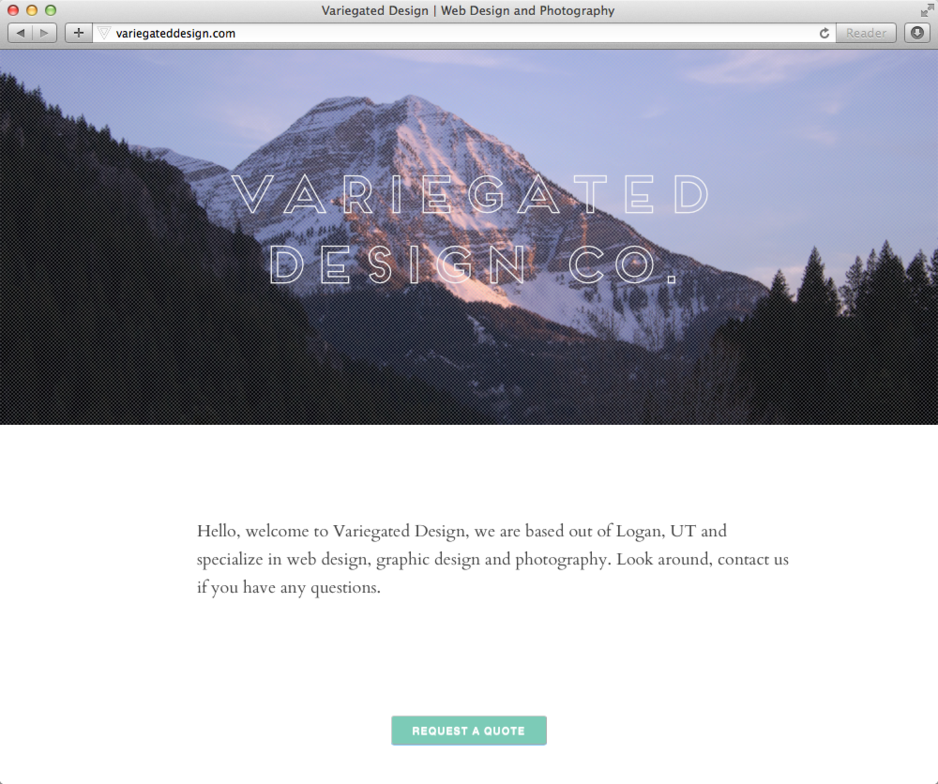 Variegated Design | Web Design and Photography
variegateddesign.com
Reader
VARIEGATED
DESIGN CO.
Hello, welcome to Variegated Design, we are based out of Logan, UT and
specialize in web design, graphic design and photography. Look around, contact us
if you have any questions.
REQUEST A QUOTE